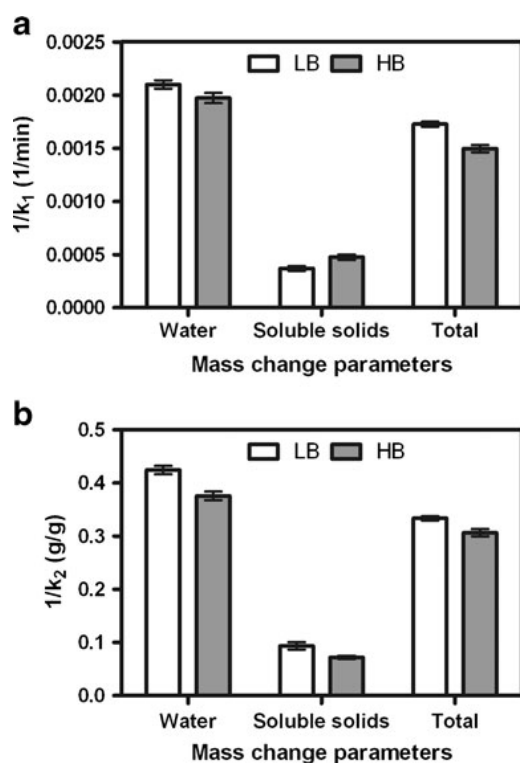 a
LB HB
1/k₁ (1/min)
0.0025
0.0020
0.0015
0.0010
0.0005
0.0000
Water Soluble solids Total
Mass change parameters
b
LB HB
1/k₂ (g/g)
0.5
0.4
0.3
0.2
0.1
0.0
Water Soluble solids Total
Mass change parameters